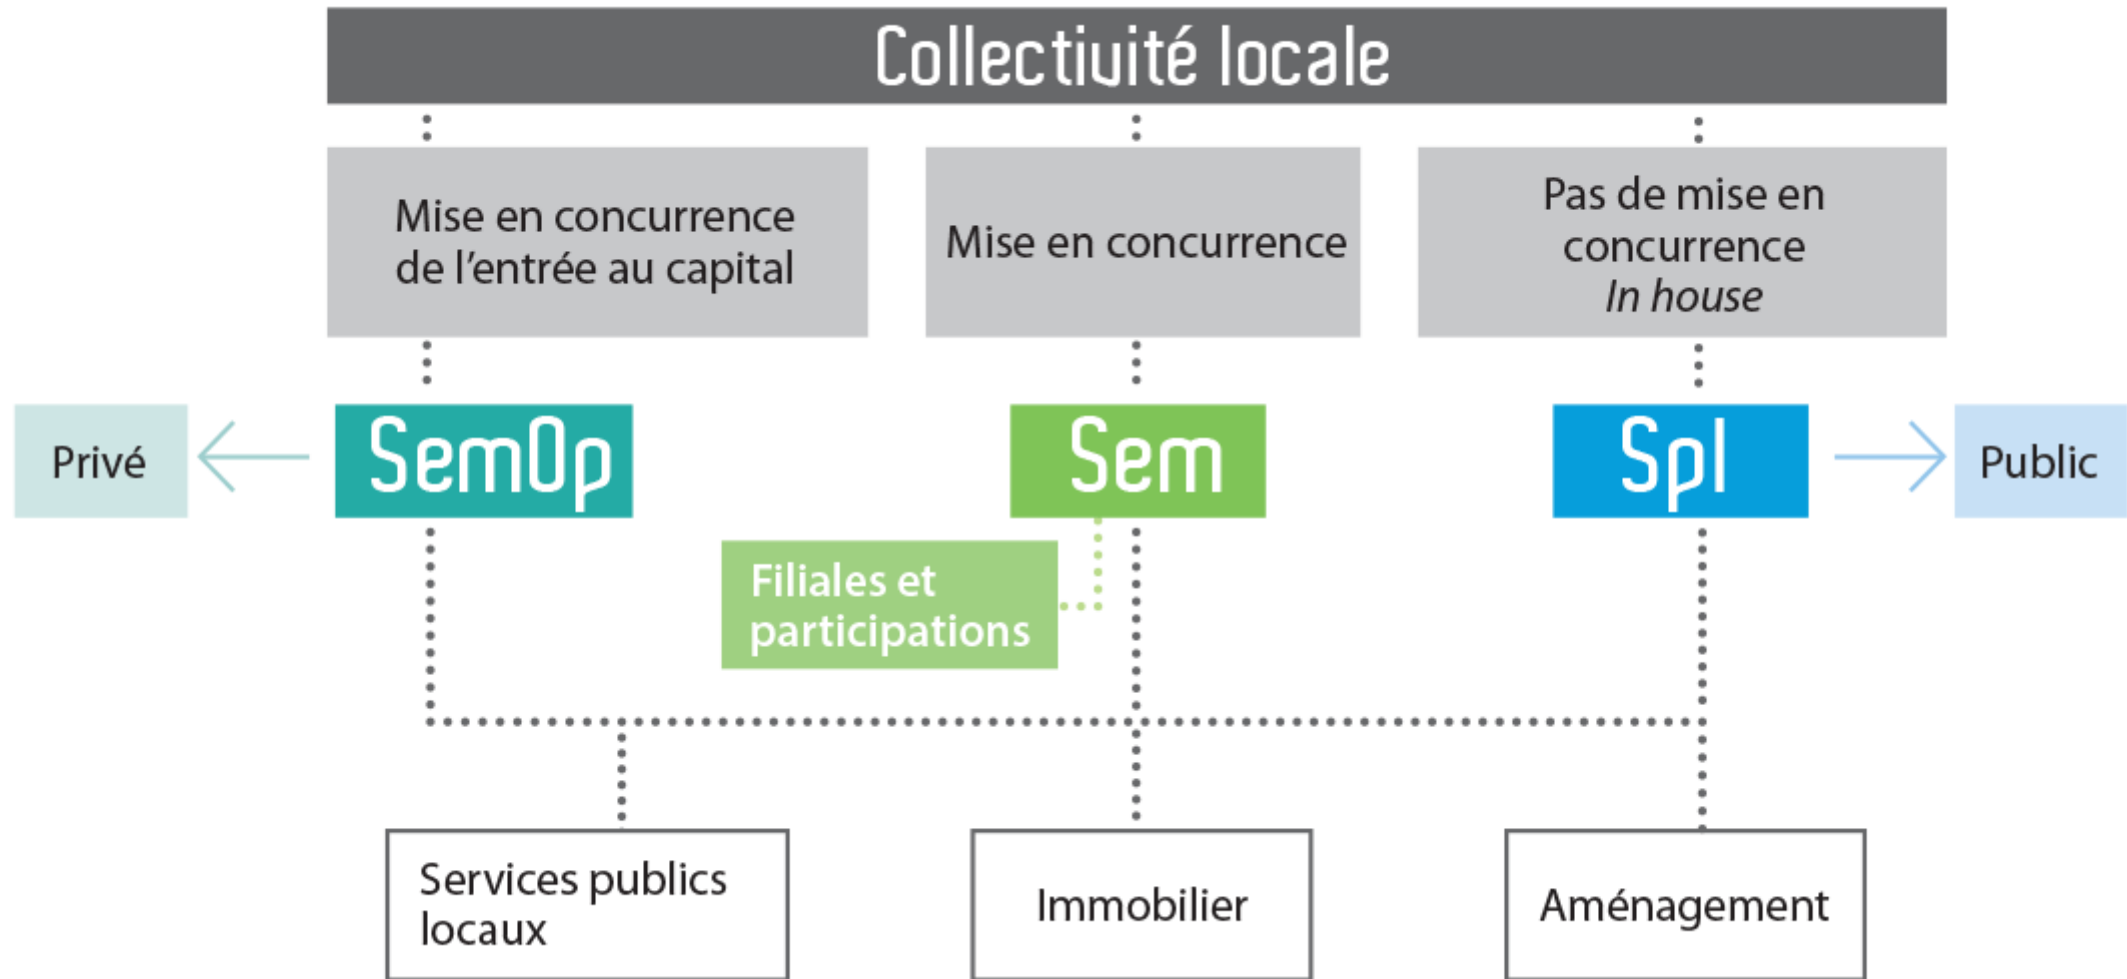 Collectivité locale
Mise en concurrence
de l'entrée au capital
Mise en concurrence
Pas de mise en
concurrence
In house
Privé
SemOp
Sem
Spl
Public
Filiales et
participations
Services publics
locaux
Immobilier
Aménagement